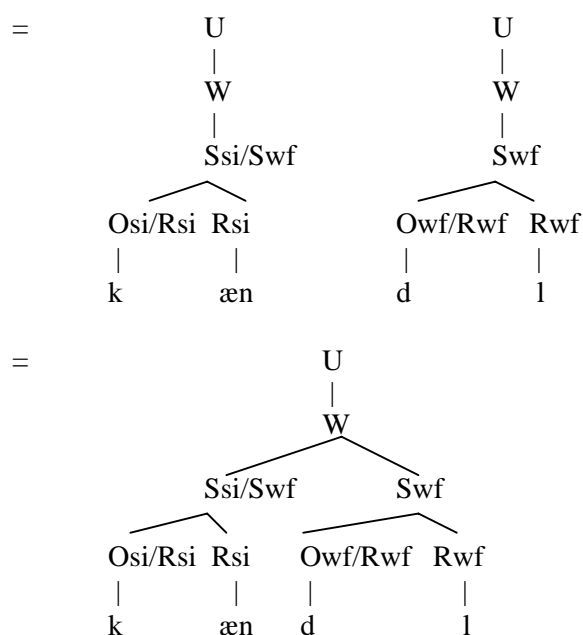 = U U
W W
Ssi/Swf Swf
Osi/Rsi Rsi Owf/Rwf Rwf
k æn d l
= U
W
Ssi/Swf Swf
Osi/Rsi Rsi Owf/Rwf Rwf
k æn d l